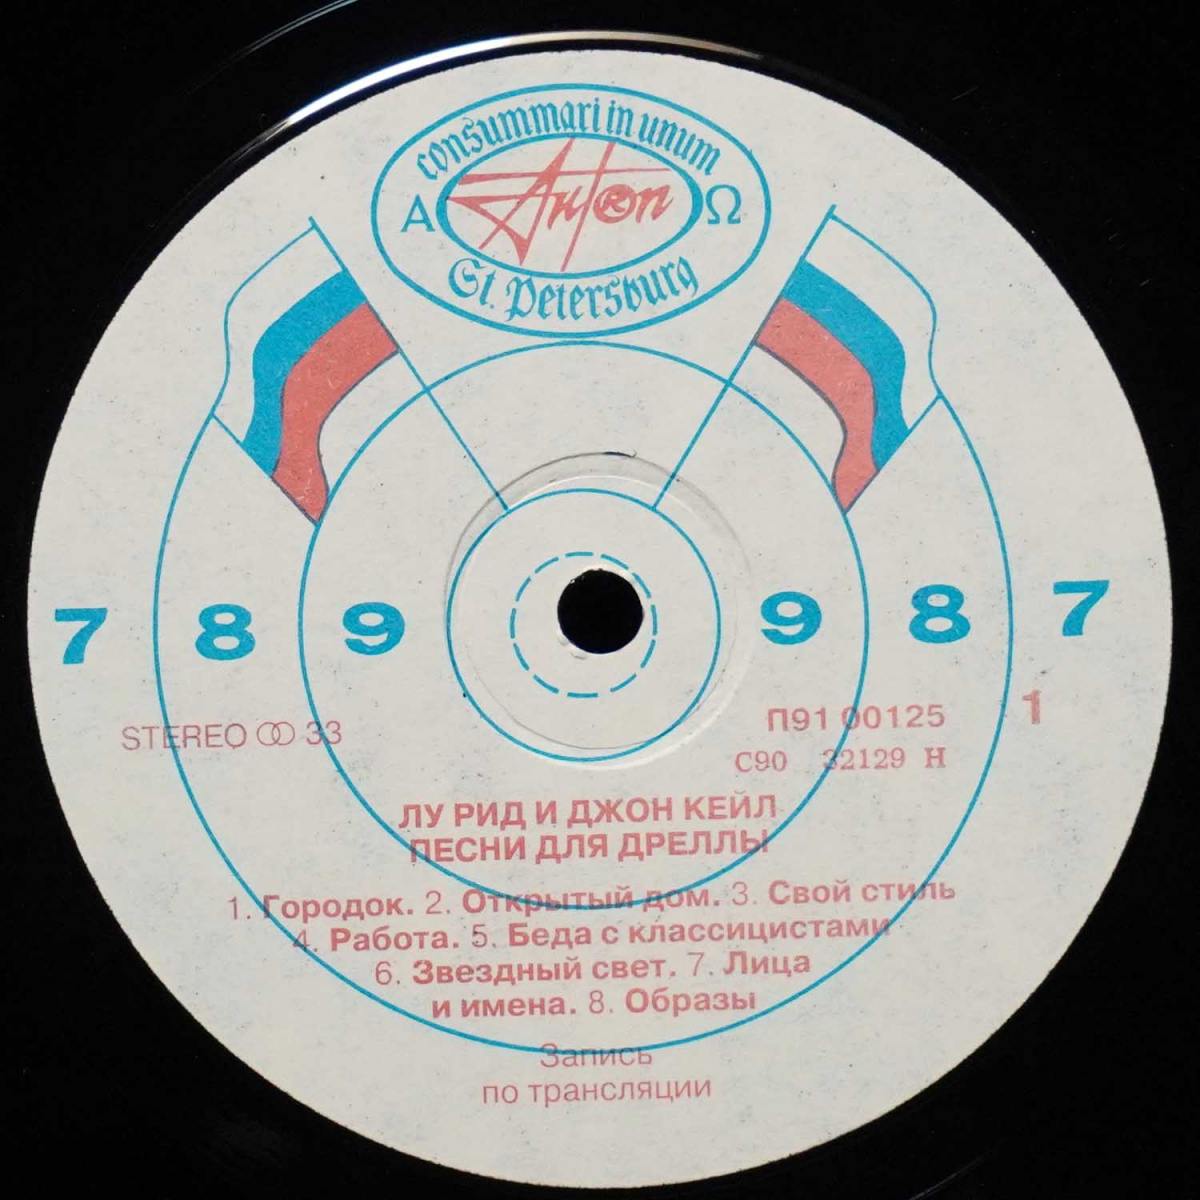 consummari in unum
Α АнтRоп Ω
St. Petersburg
7 8 9 9 8 7
STEREO 33
П91 00125
1
С90 32129 Н
ЛУ РИД И ДЖОН КЕЙЛ
ПЕСНИ ДЛЯ ДРЕЛЛЫ
1. Городок. 2. Открытый дом. 3. Свой стиль
4. Работа. 5. Беда с классицистами
6. Звездный свет. 7. Лица
и имена. 8. Образы
Запись
по трансляции